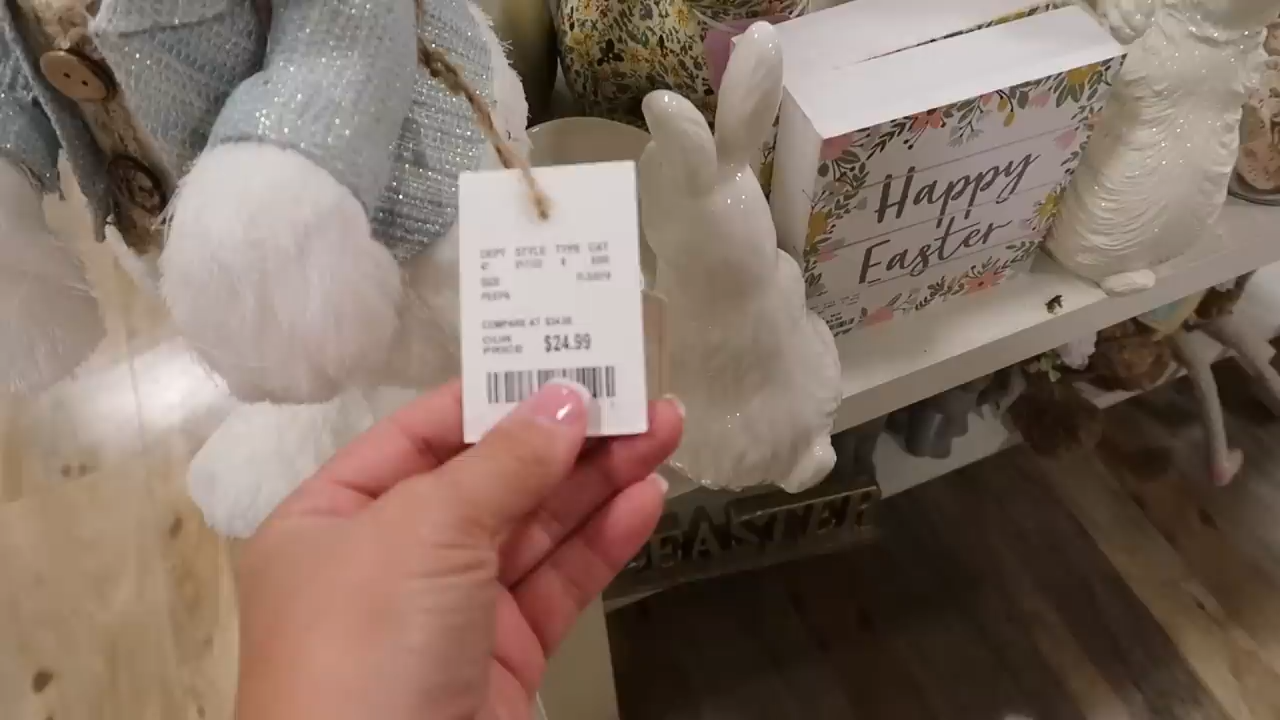 DEPT STYLE TYPE CAT
SIZE
COMPARE AT
OUR
PRICE $24.99
Happy
Easter
EASTER